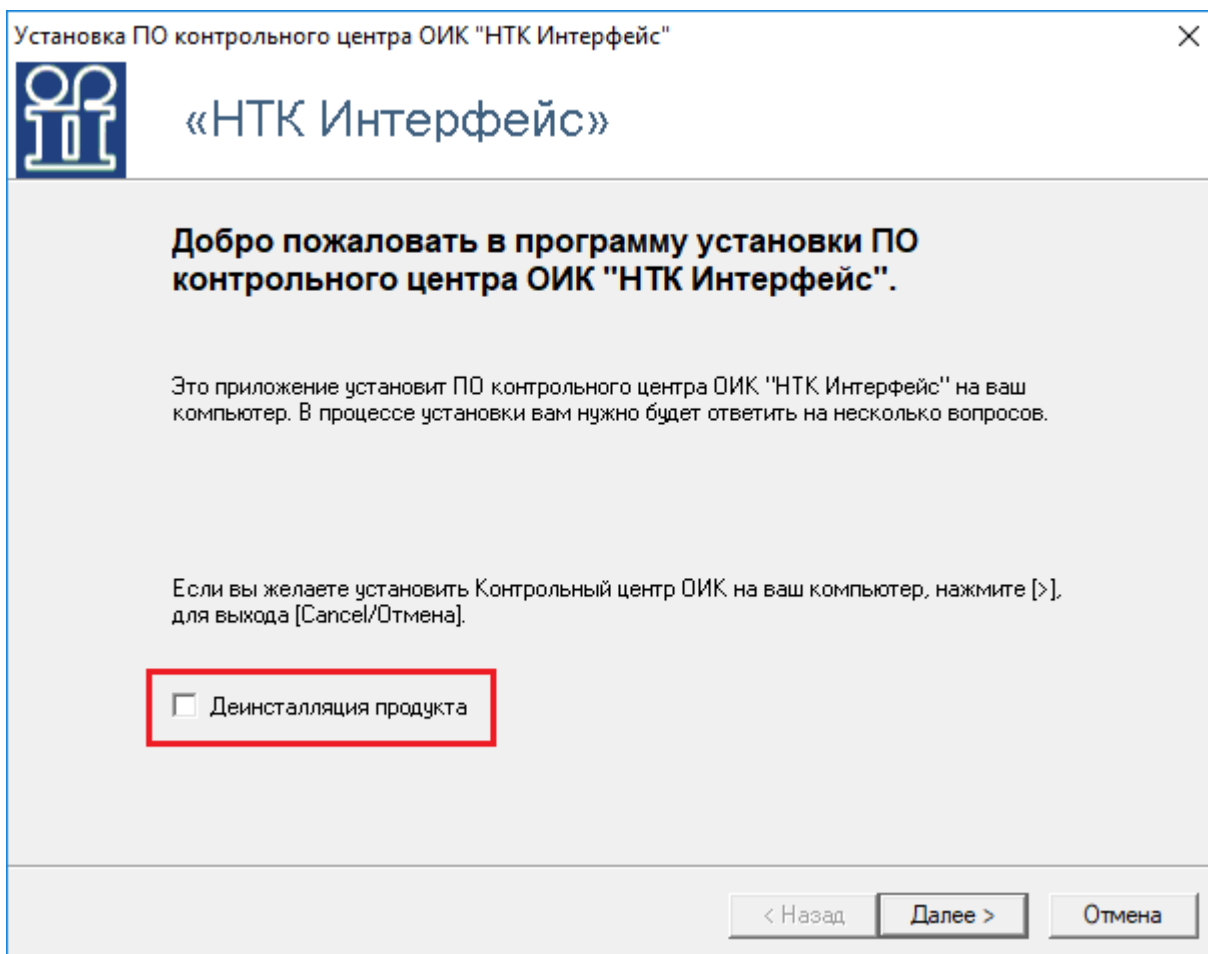 Установка ПО контрольного центра ОИК "НТК Интерфейс"
«НТК Интерфейс»
Добро пожаловать в программу установки ПО
контрольного центра ОИК "НТК Интерфейс".
Это приложение установит ПО контрольного центра ОИК "НТК Интерфейс" на ваш
компьютер. В процессе установки вам нужно будет ответить на несколько вопросов.
Если вы желаете установить Контрольный центр ОИК на ваш компьютер, нажмите [>],
для выхода [Cancel/Отмена].
Деинсталляция продукта
< Назад Далее > Отмена